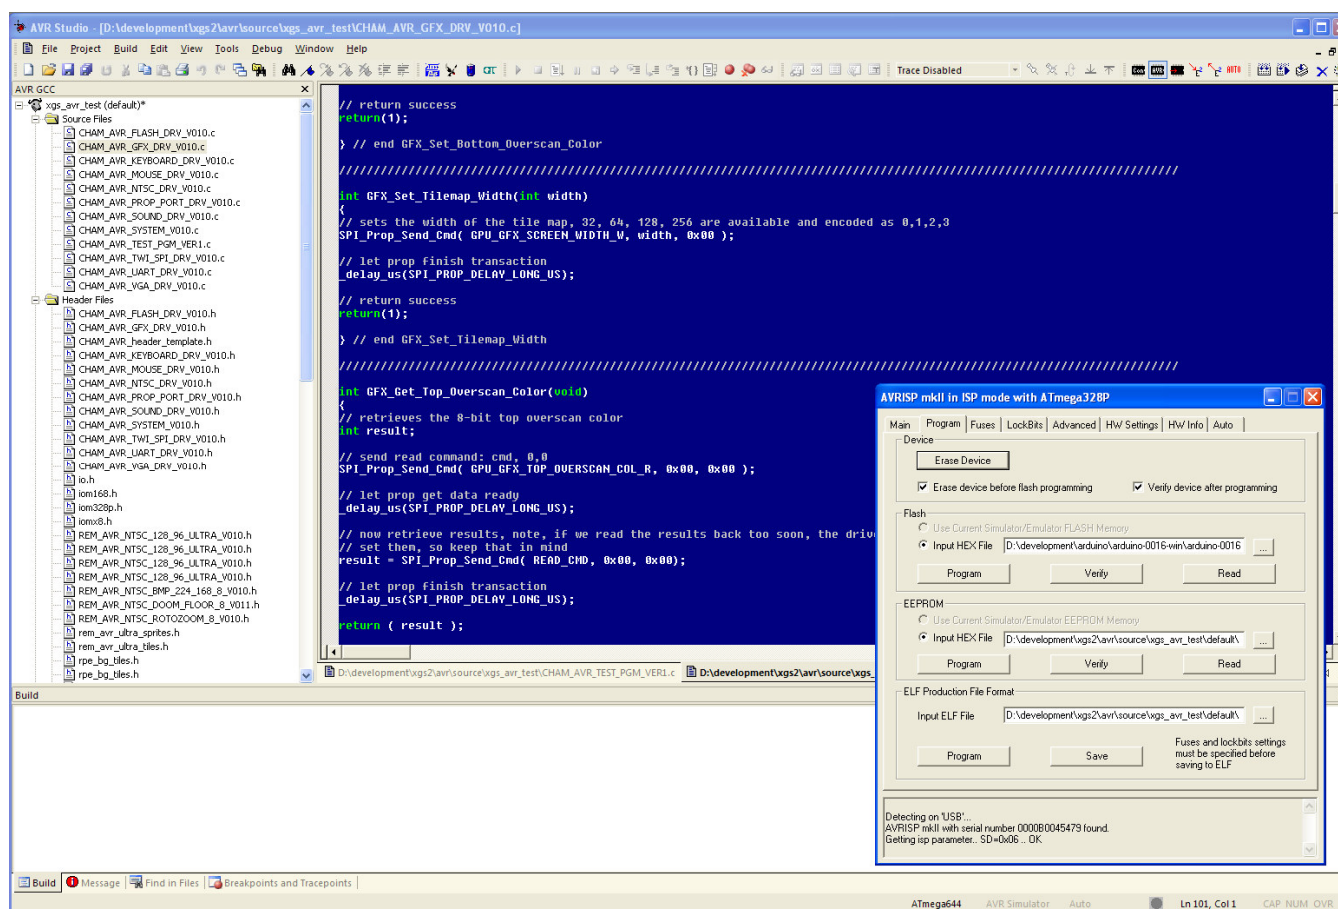 AVR Studio - [D:\development\xgs2\avr\source\xgs_avr_test\CHAM_AVR_GFX_DRV_V010.c]
File Project Build Edit View Tools Debug Window Help
Trace Disabled
AVR GCC
xgs_avr_test (default)*
Source Files
CHAM_AVR_FLASH_DRV_V010.c
CHAM_AVR_GFX_DRV_V010.c
CHAM_AVR_KEYBOARD_DRV_V010.c
CHAM_AVR_MOUSE_DRV_V010.c
CHAM_AVR_NTSC_DRV_V010.c
CHAM_AVR_PROP_PORT_DRV_V010.c
CHAM_AVR_SOUND_DRV_V010.c
CHAM_AVR_SYSTEM_V010.c
CHAM_AVR_TEST_PGM_VER1.c
CHAM_AVR_TWI_SPI_DRV_V010.c
CHAM_AVR_UART_DRV_V010.c
CHAM_AVR_VGA_DRV_V010.c
Header Files
CHAM_AVR_FLASH_DRV_V010.h
CHAM_AVR_GFX_DRV_V010.h
CHAM_AVR_header_template.h
CHAM_AVR_KEYBOARD_DRV_V010.h
CHAM_AVR_MOUSE_DRV_V010.h
CHAM_AVR_NTSC_DRV_V010.h
CHAM_AVR_PROP_PORT_DRV_V010.h
CHAM_AVR_SOUND_DRV_V010.h
CHAM_AVR_SYSTEM_V010.h
CHAM_AVR_TWI_SPI_DRV_V010.h
CHAM_AVR_UART_DRV_V010.h
CHAM_AVR_VGA_DRV_V010.h
io.h
iom168.h
iom328p.h
iomx8.h
REM_AVR_NTSC_128_96_ULTRA_V010.h
REM_AVR_NTSC_128_96_ULTRA_V010.h
REM_AVR_NTSC_128_96_ULTRA_V010.h
REM_AVR_NTSC_128_96_ULTRA_V010.h
REM_AVR_NTSC_BMP_224_168_8_V010.h
REM_AVR_NTSC_DOOM_FLOOR_8_V011.h
REM_AVR_NTSC_ROTOZOOM_8_V010.h
rem_avr_ultra_sprites.h
rem_avr_ultra_tiles.h
rpe_bg_tiles.h
rpe_bg_tiles.h
// return success
return(1);
} // end GFX_Set_Bottom_Overscan_Color
////////////////////////////////////////////////////////////////////////////////////////////////////////////////////
int GFX_Set_Tilemap_Width(int width)
{
// sets the width of the tile map, 32, 64, 128, 256 are available and encoded as 0,1,2,3
SPI_Prop_Send_Cmd( GPU_GFX_SCREEN_WIDTH_W, width, 0x00 );
// let prop finish transaction
_delay_us(SPI_PROP_DELAY_LONG_US);
// return success
return(1);
} // end GFX_Set_Tilemap_Width
////////////////////////////////////////////////////////////////////////////////////////////////////////////////////
int GFX_Get_Top_Overscan_Color(void)
{
// retrieves the 8-bit top overscan color
int result;
// send read command: cmd, 0,0
SPI_Prop_Send_Cmd( GPU_GFX_TOP_OVERSCAN_COL_R, 0x00, 0x00 );
// let prop get data ready
_delay_us(SPI_PROP_DELAY_LONG_US);
// now retrieve results, note, if we read the results back too soon, the driv
// set them, so keep that in mind
result = SPI_Prop_Send_Cmd( READ_CMD, 0x00, 0x00);
// let prop finish transaction
_delay_us(SPI_PROP_DELAY_LONG_US);
return ( result );
D:\development\xgs2\avr\source\xgs_avr_test\CHAM_AVR_TEST_PGM_VER1.c D:\development\xgs2\avr\source\xgs_
AVRISP mkII in ISP mode with ATmega328P
Main Program Fuses LockBits Advanced HW Settings HW Info Auto
Device
Erase Device
Erase device before flash programming Verify device after programming
Flash
Use Current Simulator/Emulator FLASH Memory
Input HEX File D:\development\arduino\arduino-0016-win\arduino-0016 ...
Program Verify Read
EEPROM
Use Current Simulator/Emulator EEPROM Memory
Input HEX File D:\development\xgs2\avr\source\xgs_avr_test\default\ ...
Program Verify Read
ELF Production File Format
Input ELF File D:\development\xgs2\avr\source\xgs_avr_test\default\ ...
Program Save
Fuses and lockbits settings
must be specified before
saving to ELF
Detecting on 'USB'...
AVRISP mkII with serial number 0000B0045479 found.
Getting isp parameter.. SD=0x06 .. OK
Build
Build Message Find in Files Breakpoints and Tracepoints
ATmega644 AVR Simulator Auto Ln 101, Col 1 CAP NUM OVR